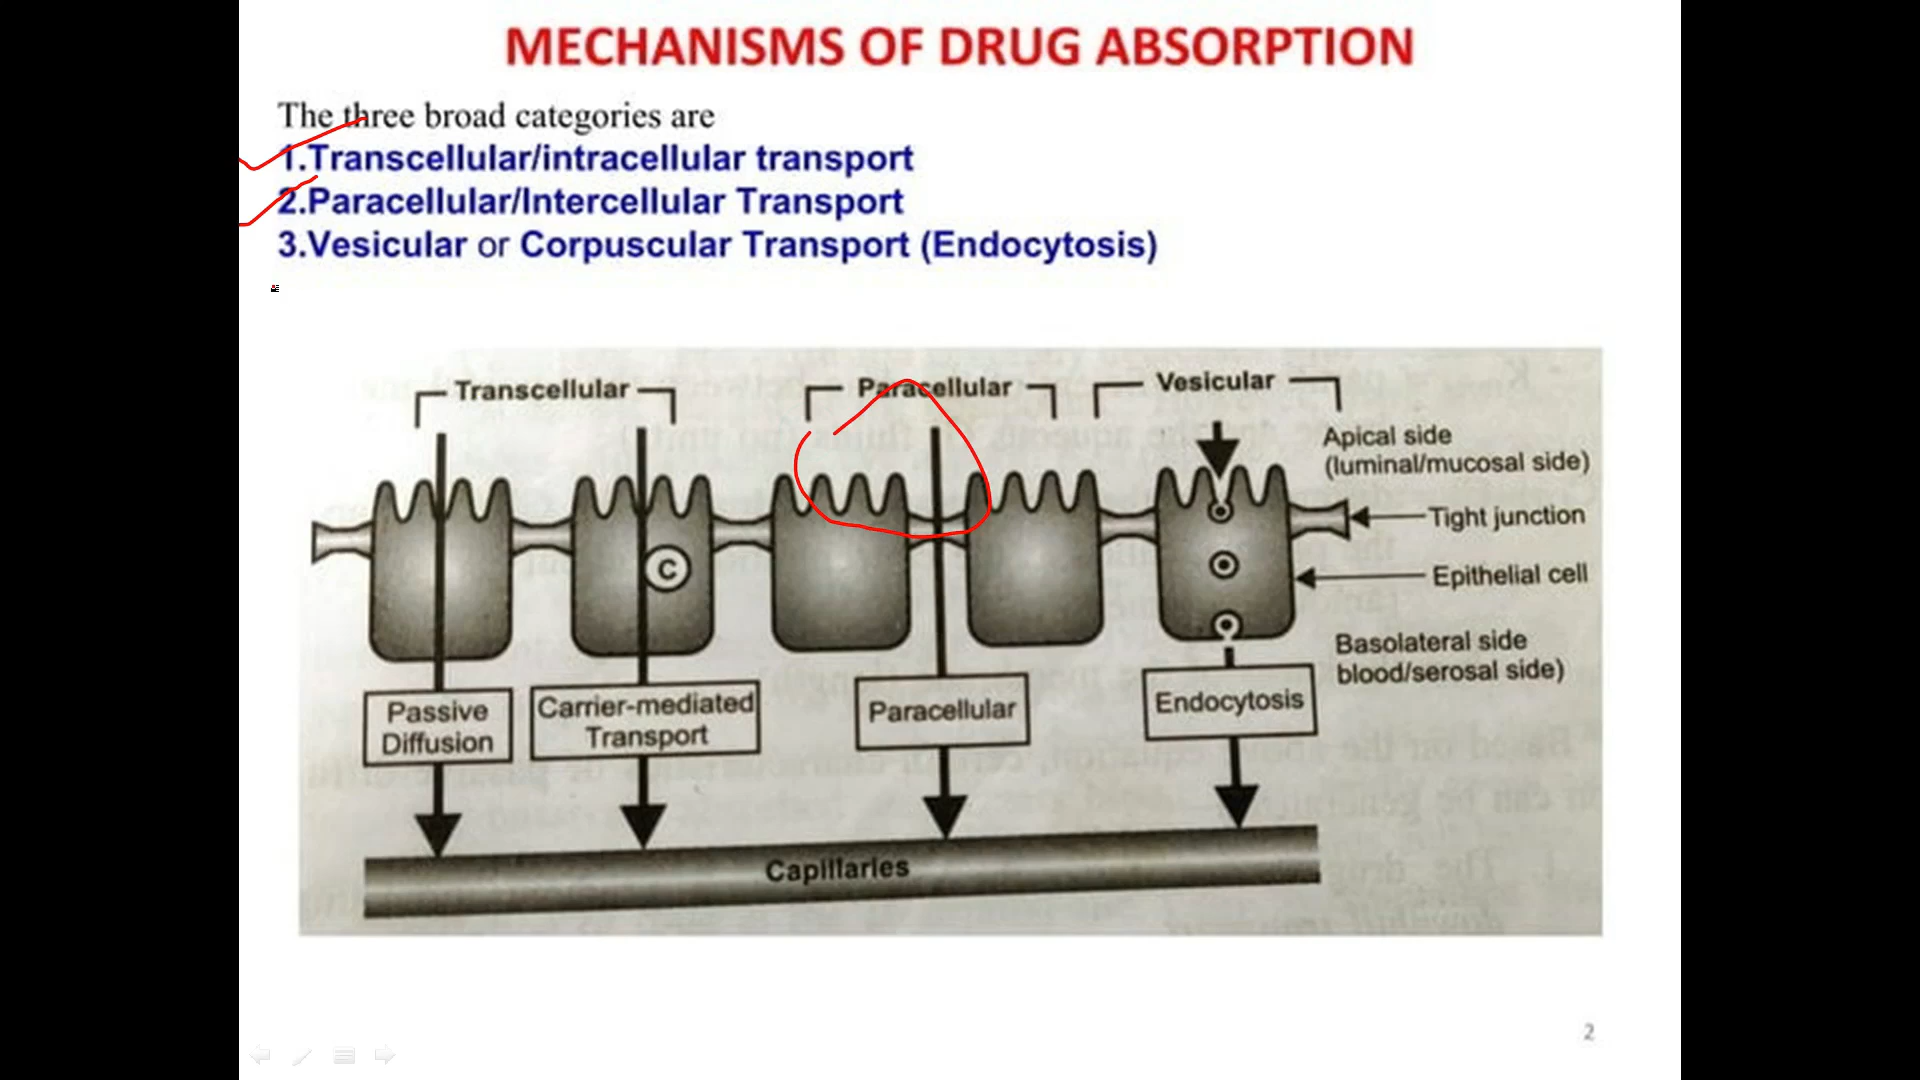 MECHANISMS OF DRUG ABSORPTION
The three broad categories are
1.Transcellular/intracellular transport
2.Paracellular/Intercellular Transport
3.Vesicular or Corpuscular Transport (Endocytosis)
Transcellular
Paracellular
Vesicular
Apical side
(luminal/mucosal side)
Tight junction
C
Epithelial cell
Basolateral side
blood/serosal side)
Passive
Diffusion
Carrier-mediated
Transport
Paracellular
Endocytosis
Capillaries
2